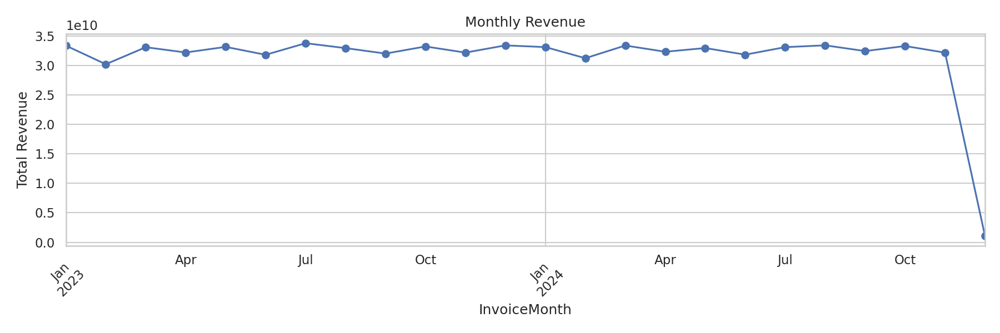 Monthly Revenue
1e10
3.5
3.0
2.5
2.0
1.5
1.0
0.5
0.0
Total Revenue
Jan
2023
Apr
Jul
Oct
Jan
2024
Apr
Jul
Oct
InvoiceMonth